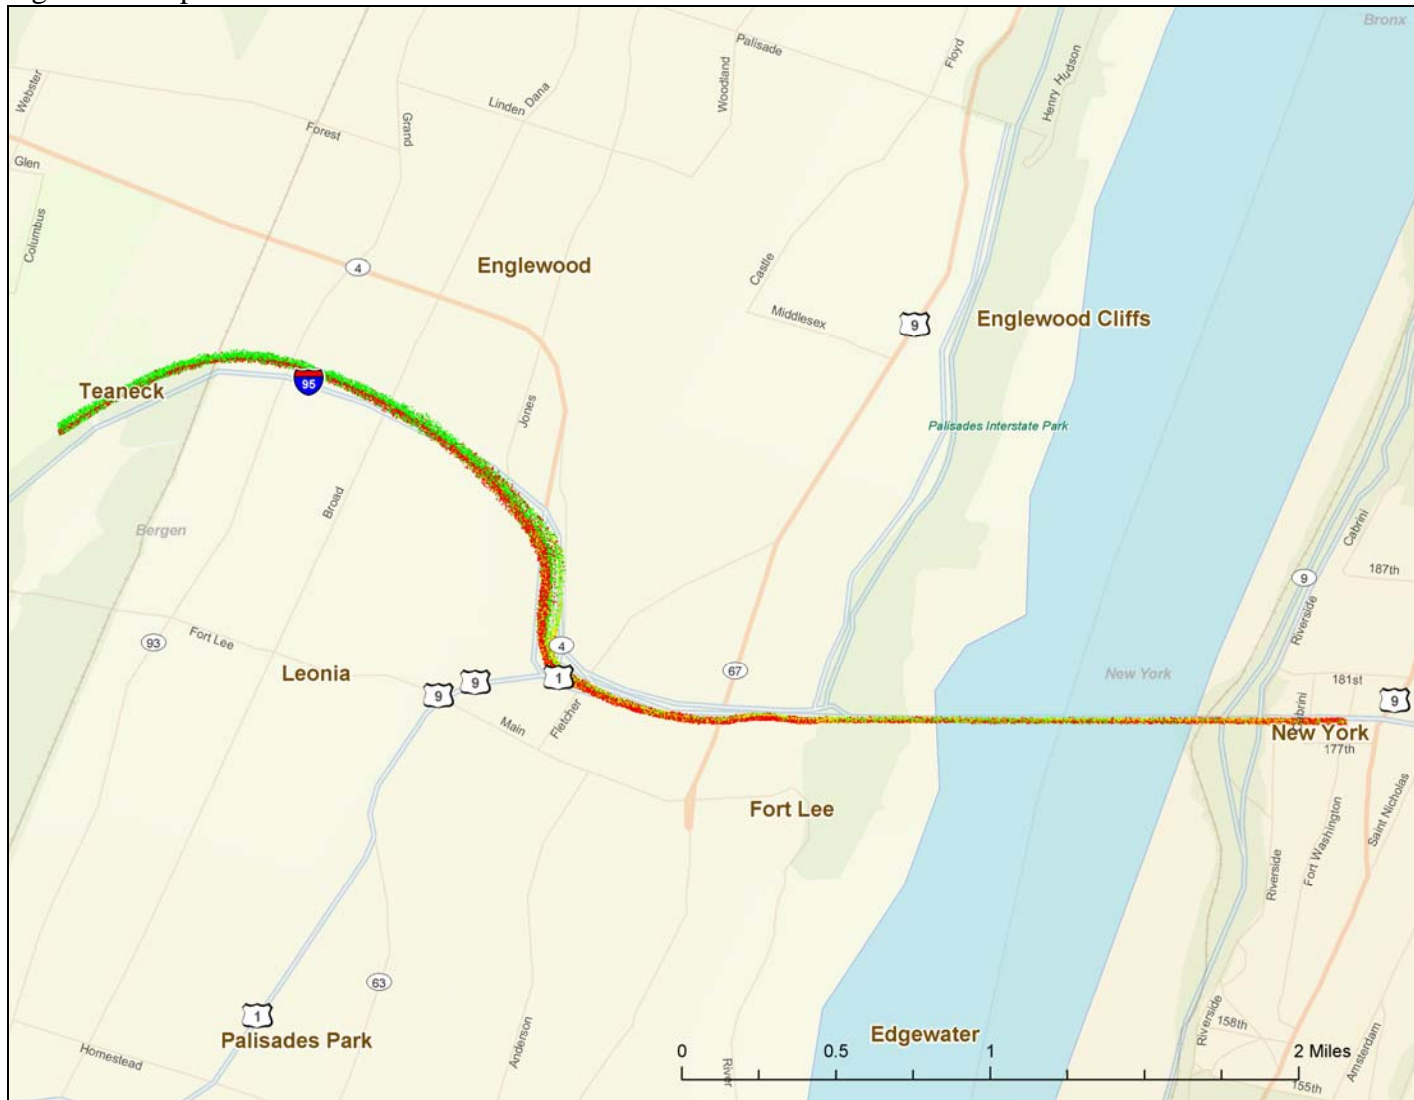 Bronx
Palisade
Floyd
Henry Hudson
Webster
Woodland
Linden
Dana
Forest
Grand
Glen
Columbus
4
Englewood
Castle
Middlesex
9
Englewood Cliffs
Teaneck
95
Jones
Palisades Interstate Park
Broad
Bergen
Cabrini
187th
9
Riverside
93
Fort Lee
4
Leonia
9
9
1
67
New York
181st
Cabrini
9
Main
Fletcher
New York
177th
Fort Lee
Saint Nicholas
Fort Washington
Riverside
63
1
Palisades Park
Edgewater
Riverside
158th
Amsterdam
Homestead
Anderson
River
0 0.5 1 2 Miles
155th